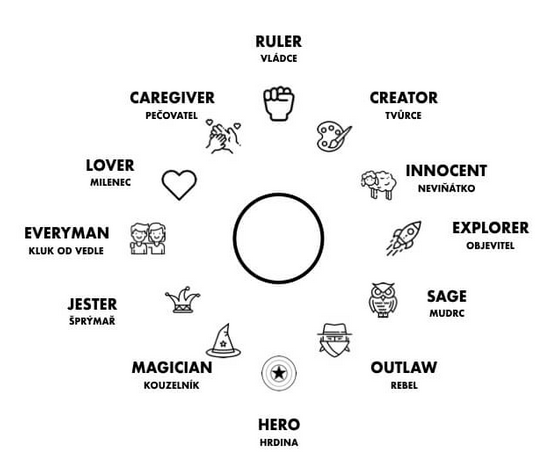 RULER
VLÁDCE
CAREGIVER
PEČOVATEL
CREATOR
TVŮRCE
LOVER
MILENEC
INNOCENT
NEVIŇÁTKO
EVERYMAN
KLUK OD VEDLE
EXPLORER
OBJEVITEL
JESTER
ŠPRÝMAŘ
SAGE
MUDRC
MAGICIAN
KOUZELNÍK
OUTLAW
REBEL
HERO
HRDINA